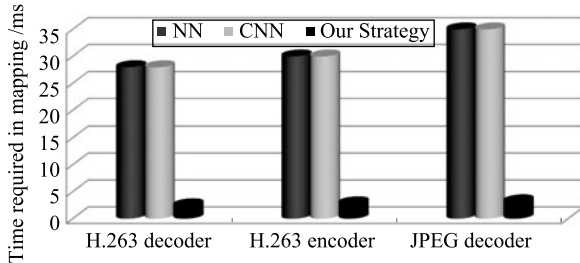 Time required in mapping /ms
NN CNN Our Strategy
35
30
25
20
15
10
5
0
H.263 decoder H.263 encoder JPEG decoder